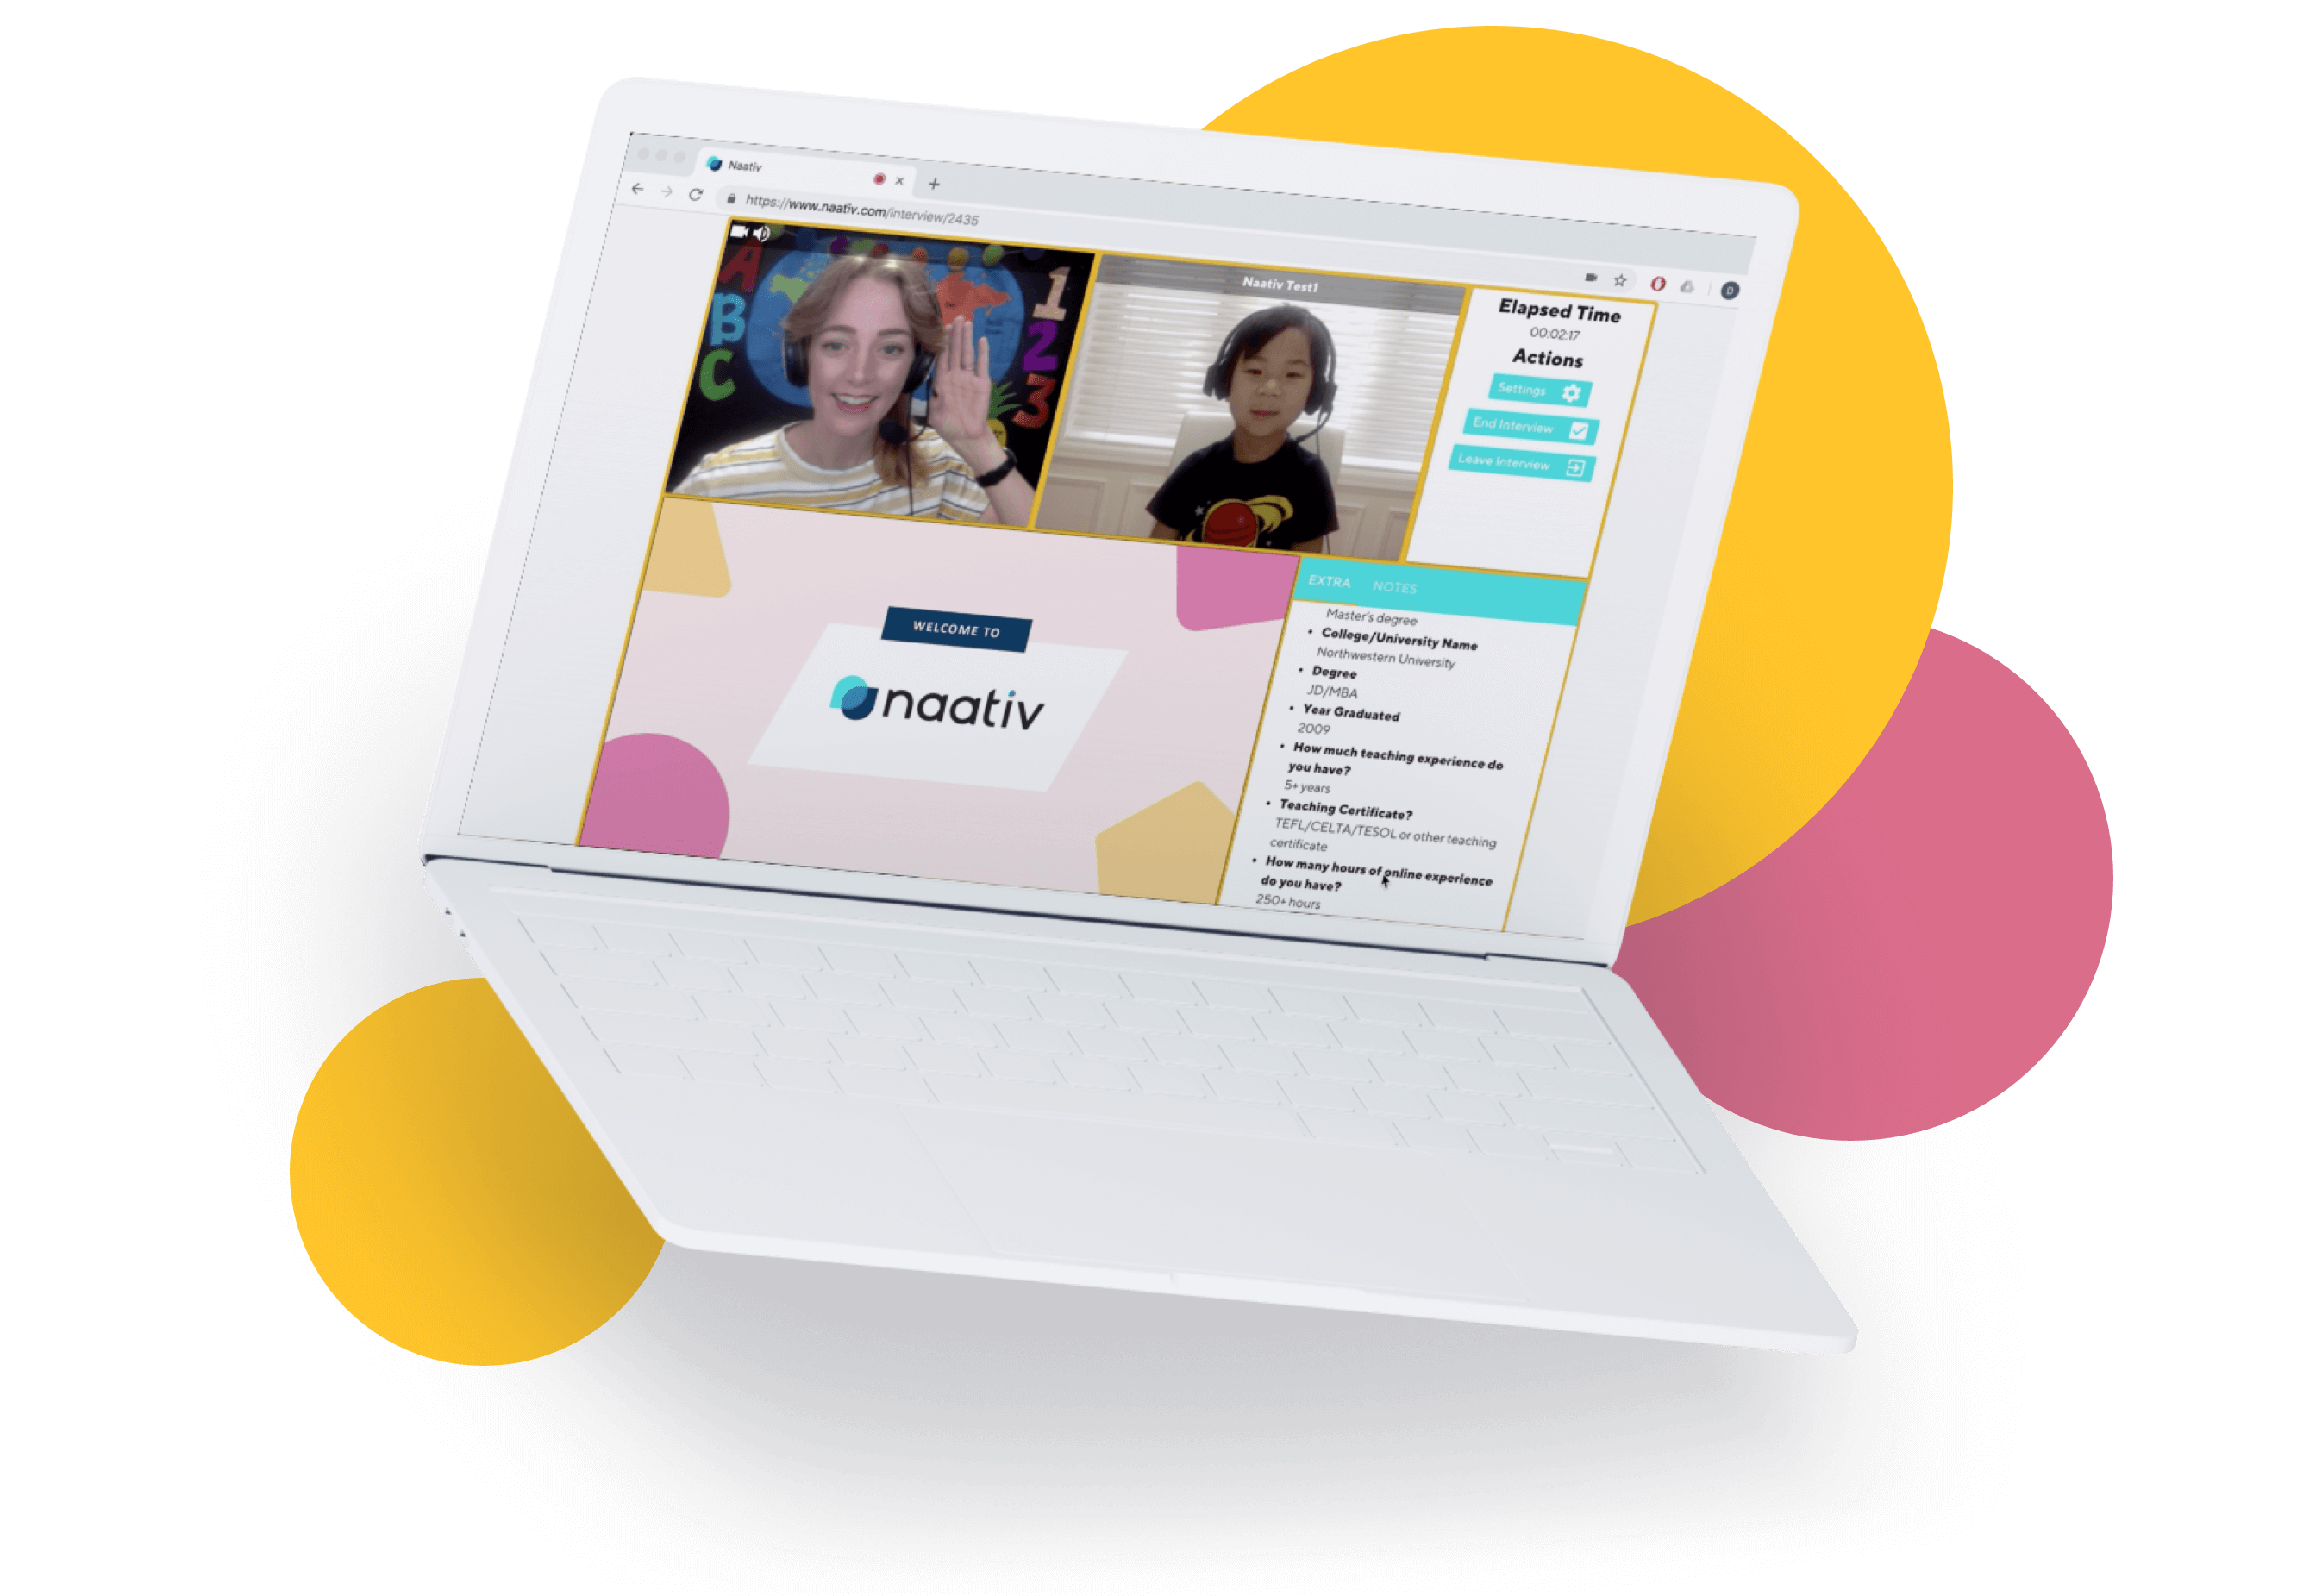 Naativ
https://www.naativ.com/interview/2435
D
A
B
C
1
2
3
Naativ Test1
Elapsed Time
00:02:17
Actions
Settings
End Interview
Leave Interview
WELCOME TO
naativ
EXTRA NOTES
Master's degree
• College/University Name
Northwestern University
• Degree
JD/MBA
• Year Graduated
2009
• How much teaching experience do
you have?
5+ years
• Teaching Certificate?
TEFL/CELTA/TESOL or other teaching
certificate
• How many hours of online experience
do you have?
250+ hours